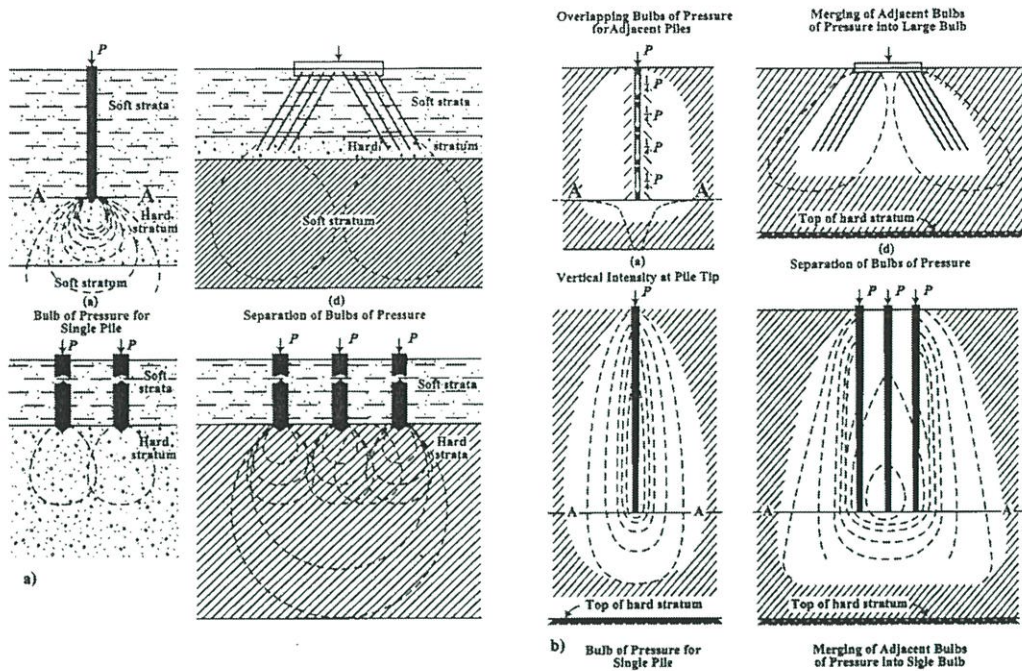 P
Soft strata
A
A
Hard
stratum
Soft stratum
(a)
Hard
stratum
Soft stratum
(d)
Bulb of Pressure for
Single Pile
Separation of Bulbs of Pressure
P
P
Soft
strata
Hard
stratum
P
P
P
Soft
strata
Hard
strata
a)
Overlapping Bulbs of Pressure
for Adjacent Piles
P
P
P
P
P
A
A
(a)
Vertical Intensity at Pile Tip
Merging of Adjacent Bulbs
of Pressure into Large Bulb
Top of hard stratum
(d)
Separation of Bulbs of Pressure
P
A
A
Top of hard stratum
b)
Bulb of Pressure for
Single Pile
P
P
P
A
A
Top of hard stratum
Merging of Adjacent Bulbs
of Pressure into Sigle Bulb